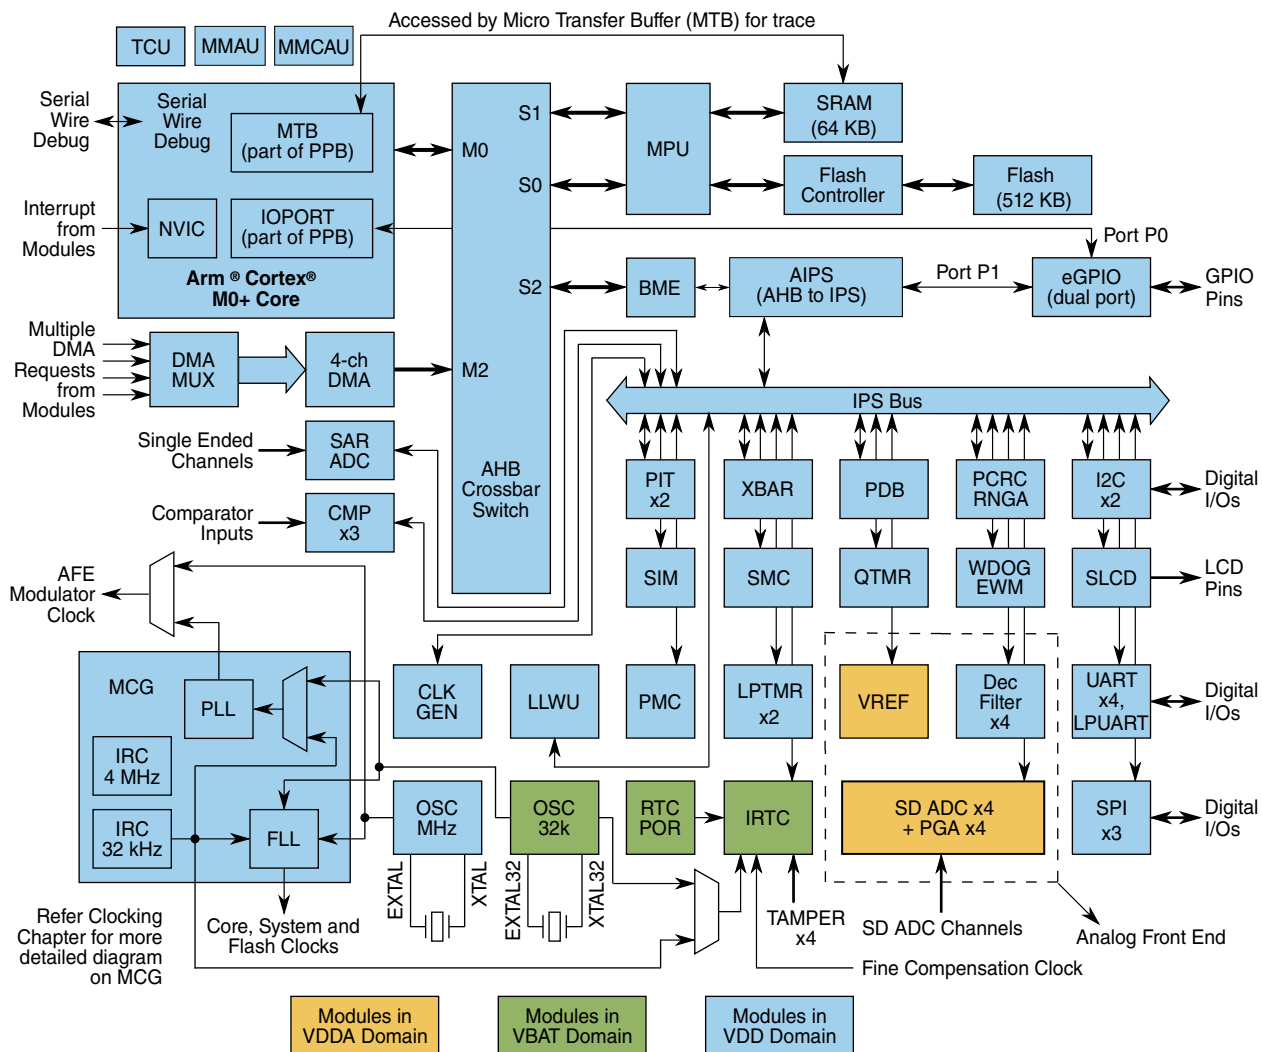 Accessed by Micro Transfer Buffer (MTB) for trace
TCU
MMAU
MMCAU
Serial
Wire
Debug
Serial
Wire
Debug
MTB
(part of PPB)
Interrupt
from
Modules
NVIC
IOPORT
(part of PPB)
Arm ® Cortex®
M0+ Core
M0
S1
S0
S2
M2
AHB
Crossbar
Switch
MPU
SRAM
(64 KB)
Flash
Controller
Flash
(512 KB)
Port P0
BME
AIPS
(AHB to IPS)
Port P1
eGPIO
(dual port)
GPIO
Pins
Multiple
DMA
Requests
from
Modules
DMA
MUX
4-ch
DMA
IPS Bus
Single Ended
Channels
SAR
ADC
Comparator
Inputs
CMP
x3
PIT
x2
XBAR
PDB
PCRC
RNGA
I2C
x2
Digital
I/Os
SIM
SMC
QTMR
WDOG
EWM
SLCD
LCD
Pins
AFE
Modulator
Clock
MCG
PLL
IRC
4 MHz
IRC
32 kHz
FLL
CLK
GEN
LLWU
PMC
LPTMR
x2
VREF
Dec
Filter
x4
UART
x4,
LPUART
Digital
I/Os
OSC
MHz
OSC
32k
RTC
POR
IRTC
SD ADC x4
+ PGA x4
SPI
x3
Digital
I/Os
EXTAL
XTAL
EXTAL32
XTAL32
TAMPER
x4
SD ADC Channels
Analog Front End
Core, System and
Flash Clocks
Refer Clocking
Chapter for more
detailed diagram
on MCG
Fine Compensation Clock
Modules in
VDDA Domain
Modules in
VBAT Domain
Modules in
VDD Domain